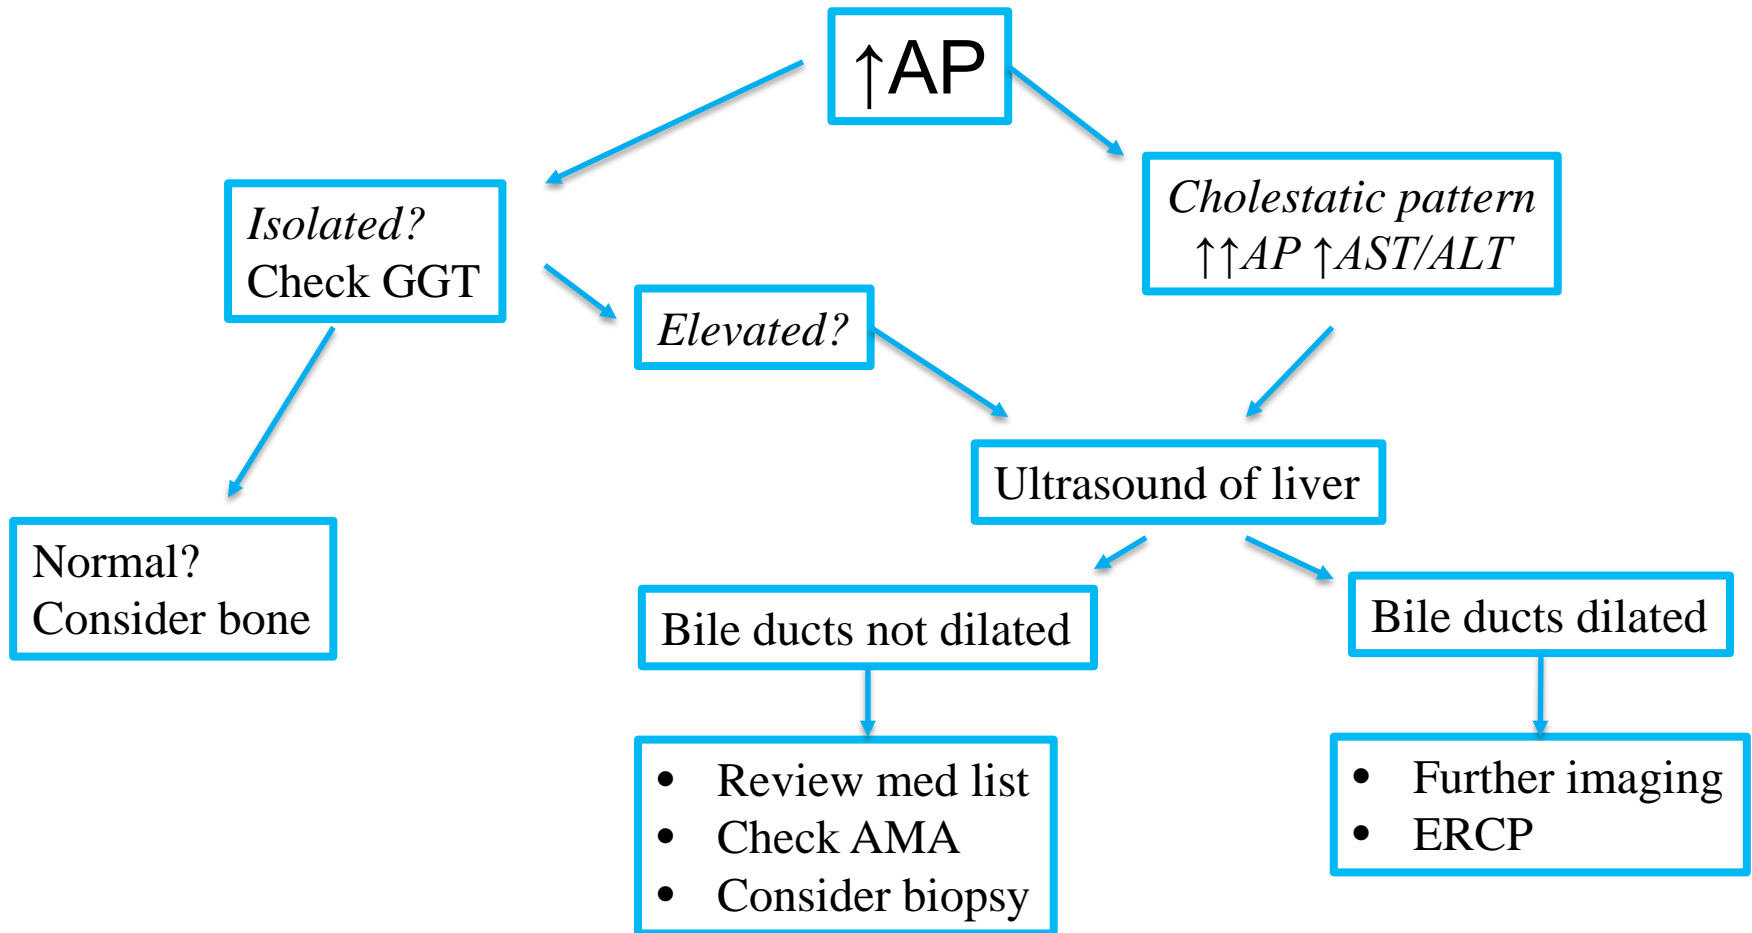 ↑AP
Isolated?
Check GGT
Cholestatic pattern
↑↑AP ↑AST/ALT
Elevated?
Ultrasound of liver
Normal?
Consider bone
Bile ducts not dilated
Bile ducts dilated
• Review med list
• Check AMA
• Consider biopsy
• Further imaging
• ERCP